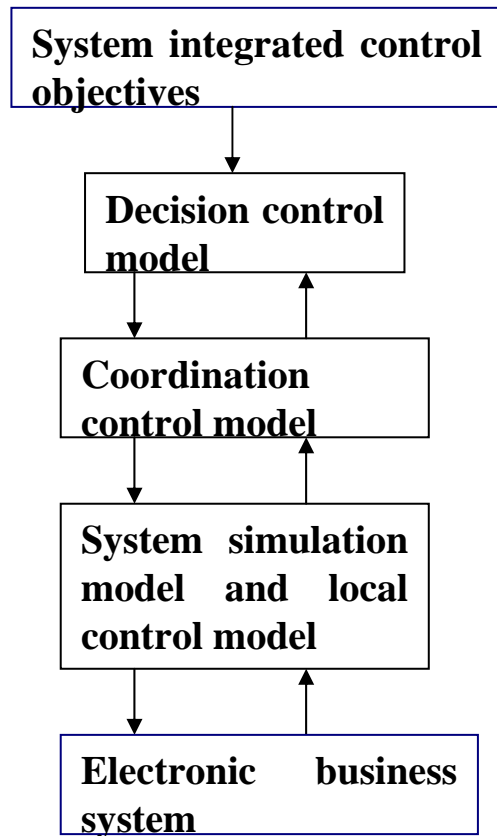 System integrated control
objectives
Decision control
model
Coordination
control model
System simulation
model and local
control model
Electronic business
system